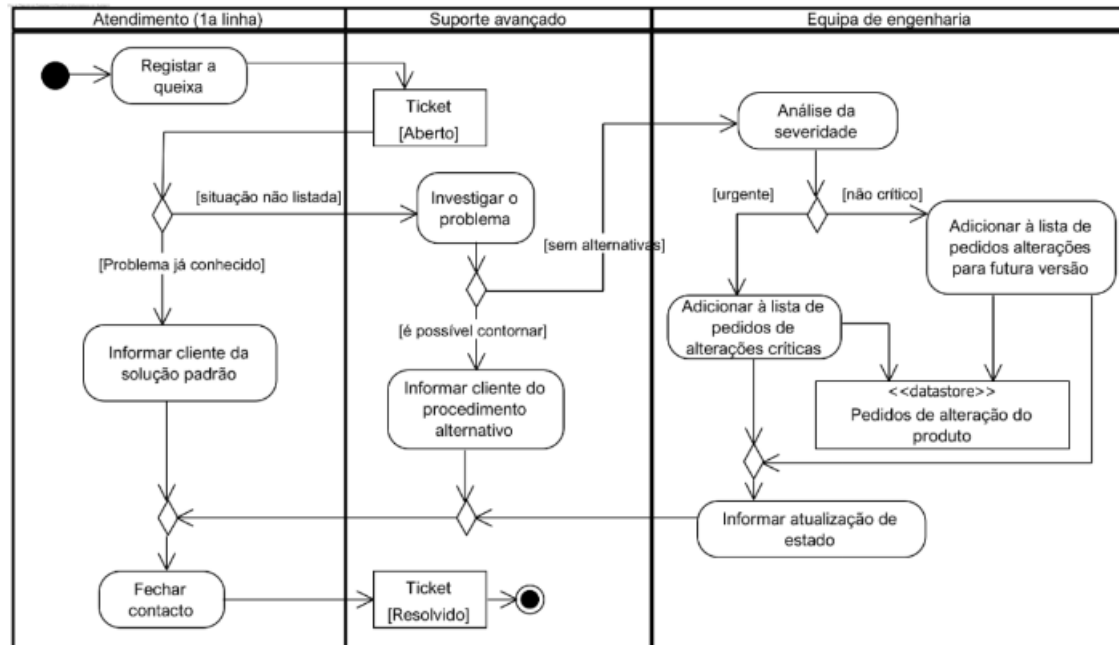 Atendimento (1a linha)
Suporte avançado
Equipa de engenharia
Registar a
queixa
Ticket
[Aberto]
Análise da
severidade
[situação não listada]
Investigar o
problema
[urgente]
[não crítico]
[sem alternativas]
Adicionar à lista de
pedidos alterações
para futura versão
[Problema já conhecido]
Adicionar à lista de
pedidos de
alterações críticas
[é possível contornar]
Informar cliente da
solução padrão
Informar cliente do
procedimento
alternativo
<<datastore>>
Pedidos de alteração do
produto
Informar atualização de
estado
Fechar
contacto
Ticket
[Resolvido]